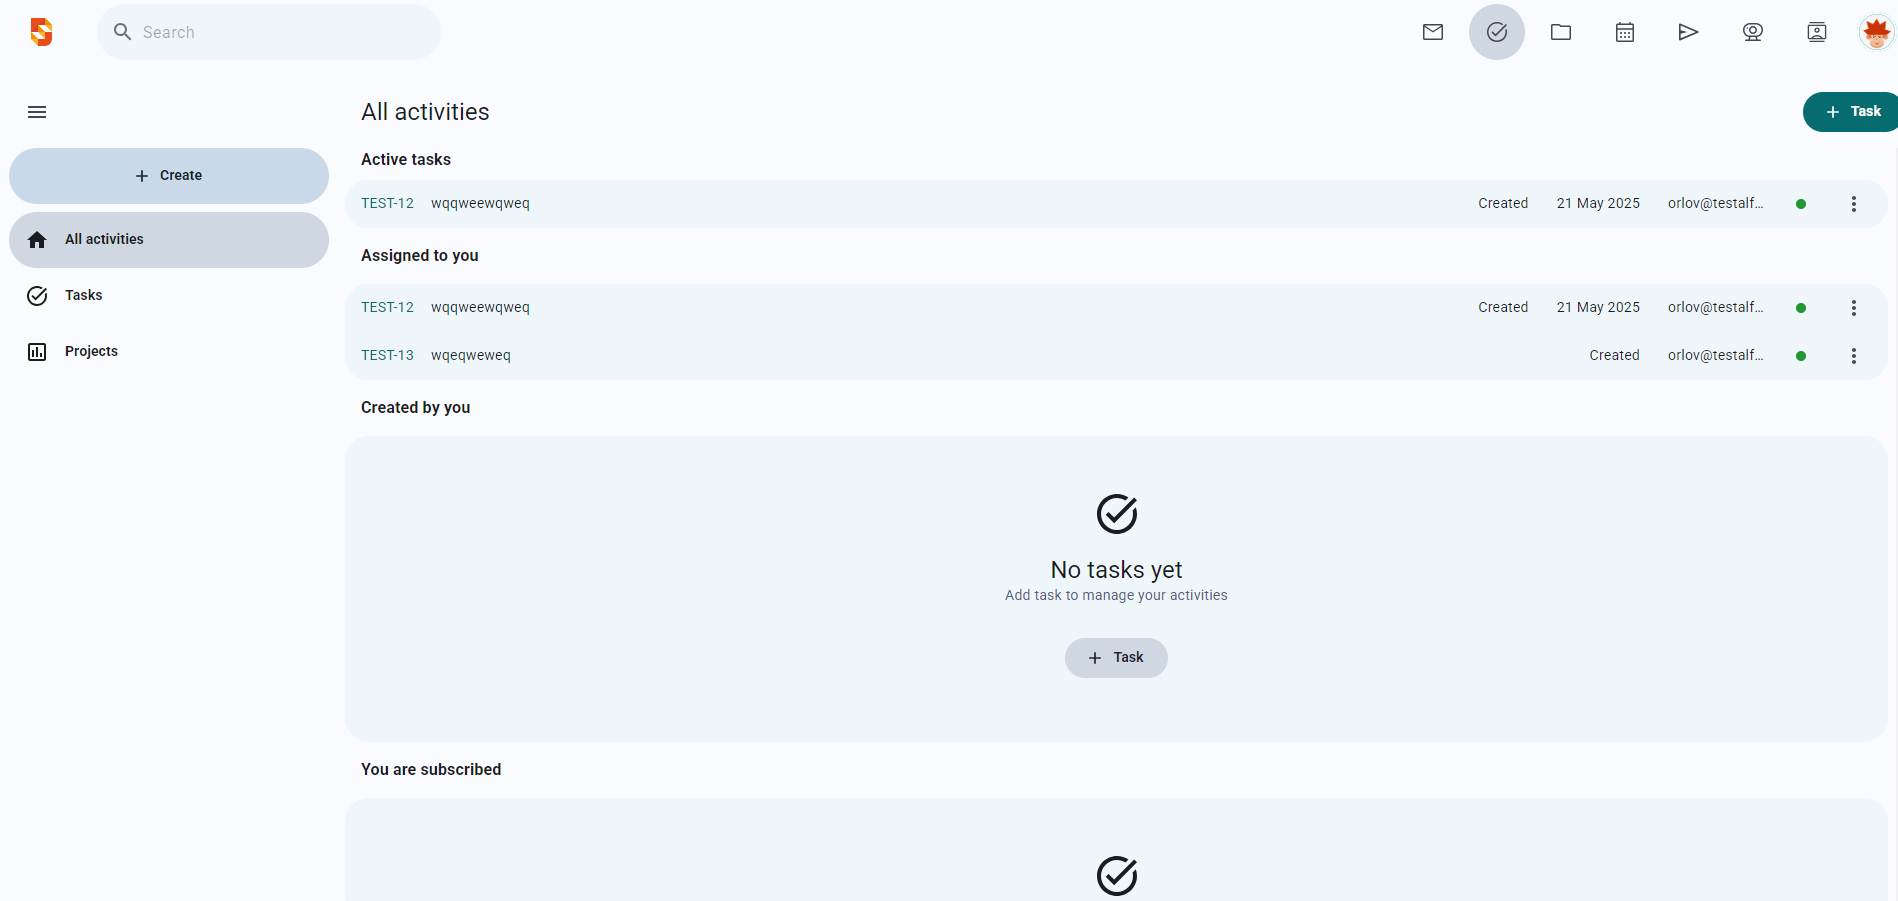 Search
All activities
+ Task
+ Create
All activities
Tasks
Projects
Active tasks
TEST-12 wqqweewqweq Created 21 May 2025 orlov@testalf...
Assigned to you
TEST-12 wqqweewqweq Created 21 May 2025 orlov@testalf...
TEST-13 wqeqweweq Created orlov@testalf...
Created by you
No tasks yet
Add task to manage your activities
+ Task
You are subscribed